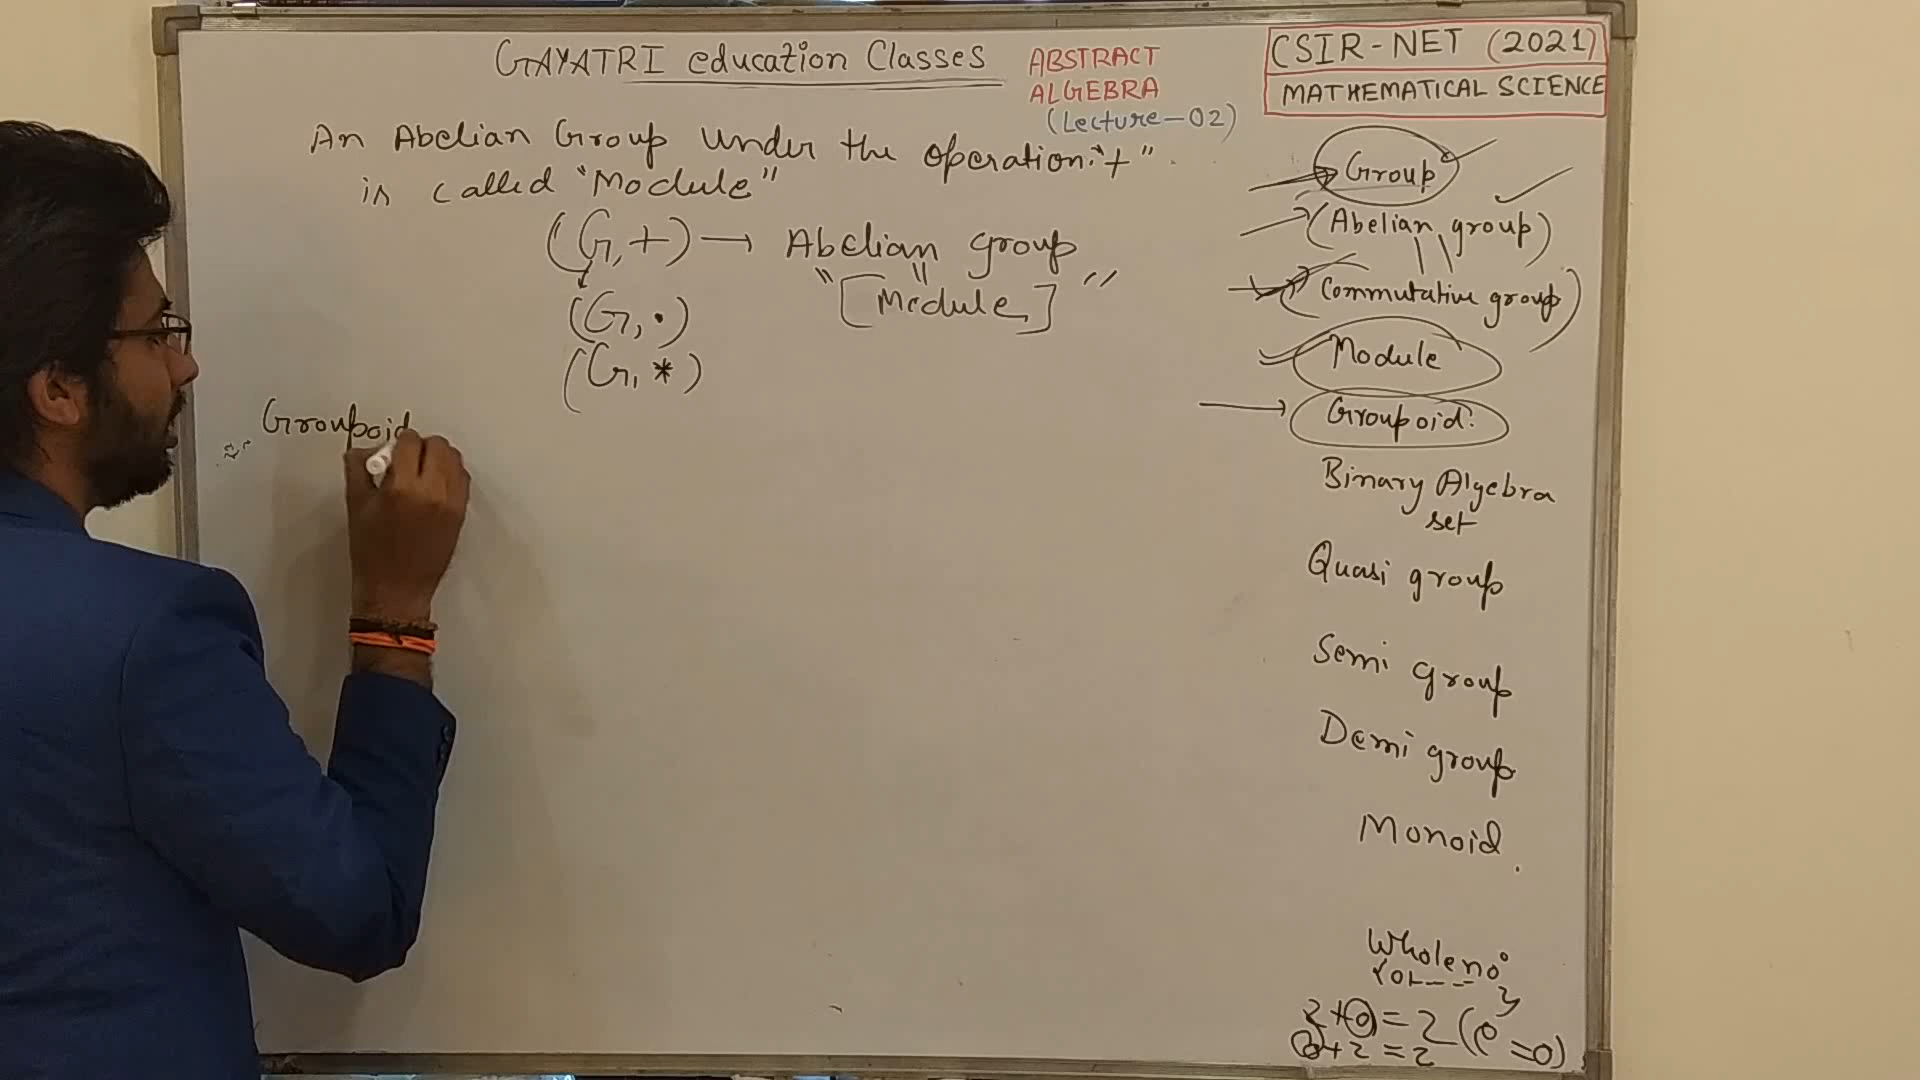 GAYATRI education Classes
ABSTRACT
ALGEBRA
(Lecture-02)
CSIR-NET (2021)
MATHEMATICAL SCIENCE
An Abelian Group under the operation "+".
is called "Module"
(G,+) → Abelian group
"[Module]"
(G,•)
(G,*)
Groupoid
Group
(Abelian group)
(Commutative group)
Module
Groupoid.
Binary Algebra
set
Quasi group
Semi group
Demi group
Monoid.
Whole no
2+0=2 (e=0)
0+2=2